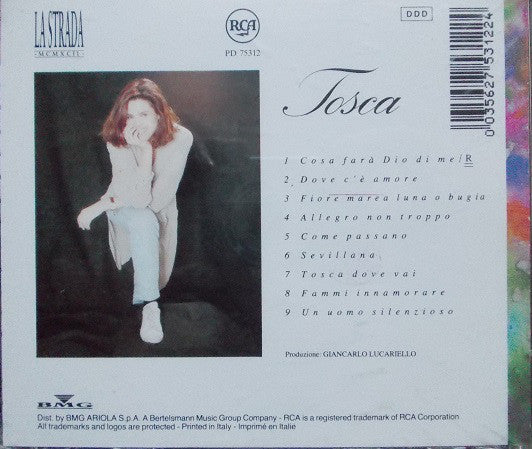 LA STRADA
MCMXCII
RCA
PD 75312
DDD
0 035627 531224
Tosca
1 Cosa farà Dio di me/R
2 Dove c'è amore
3 Fiore marea luna o bugia
4 Allegro non troppo
5 Come passano
6 Sevillana
7 Tosca dove vai
8 Fammi innamorare
9 Un uomo silenzioso
Produzione: GIANCARLO LUCARIELLO
BMG
Dist. by BMG ARIOLA S.p.A. A Bertelsmann Music Group Company - RCA is a registered trademark of RCA Corporation
All trademarks and logos are protected - Printed in Italy - Imprimé en Italie